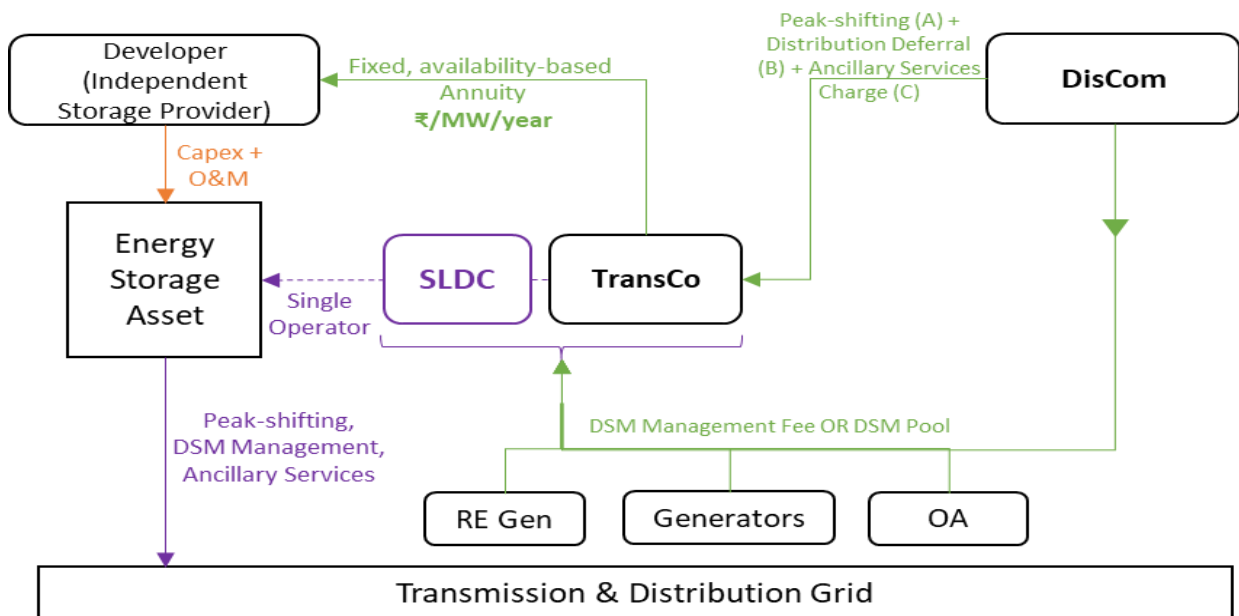 Developer
(Independent
Storage Provider)
Fixed, availability-based
Annuity
₹/MW/year
Peak-shifting (A) +
Distribution Deferral
(B) + Ancillary Services
Charge (C)
DisCom
Capex +
O&M
Energy
Storage
Asset
Single
Operator
SLDC
TransCo
Peak-shifting,
DSM Management,
Ancillary Services
DSM Management Fee OR DSM Pool
RE Gen
Generators
OA
Transmission & Distribution Grid